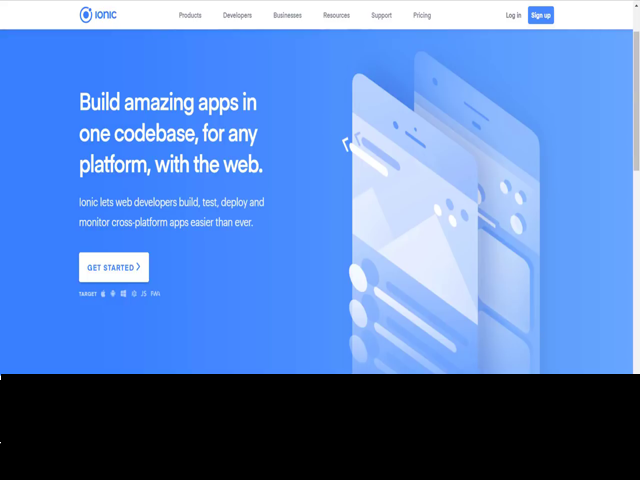 ionic
Products
Developers
Businesses
Resources
Support
Pricing
Log in
Sign up
Build amazing apps in
one codebase, for any
platform, with the web.
Ionic lets web developers build, test, deploy and
monitor cross-platform apps easier than ever.
GET STARTED
TARGET JS PWA